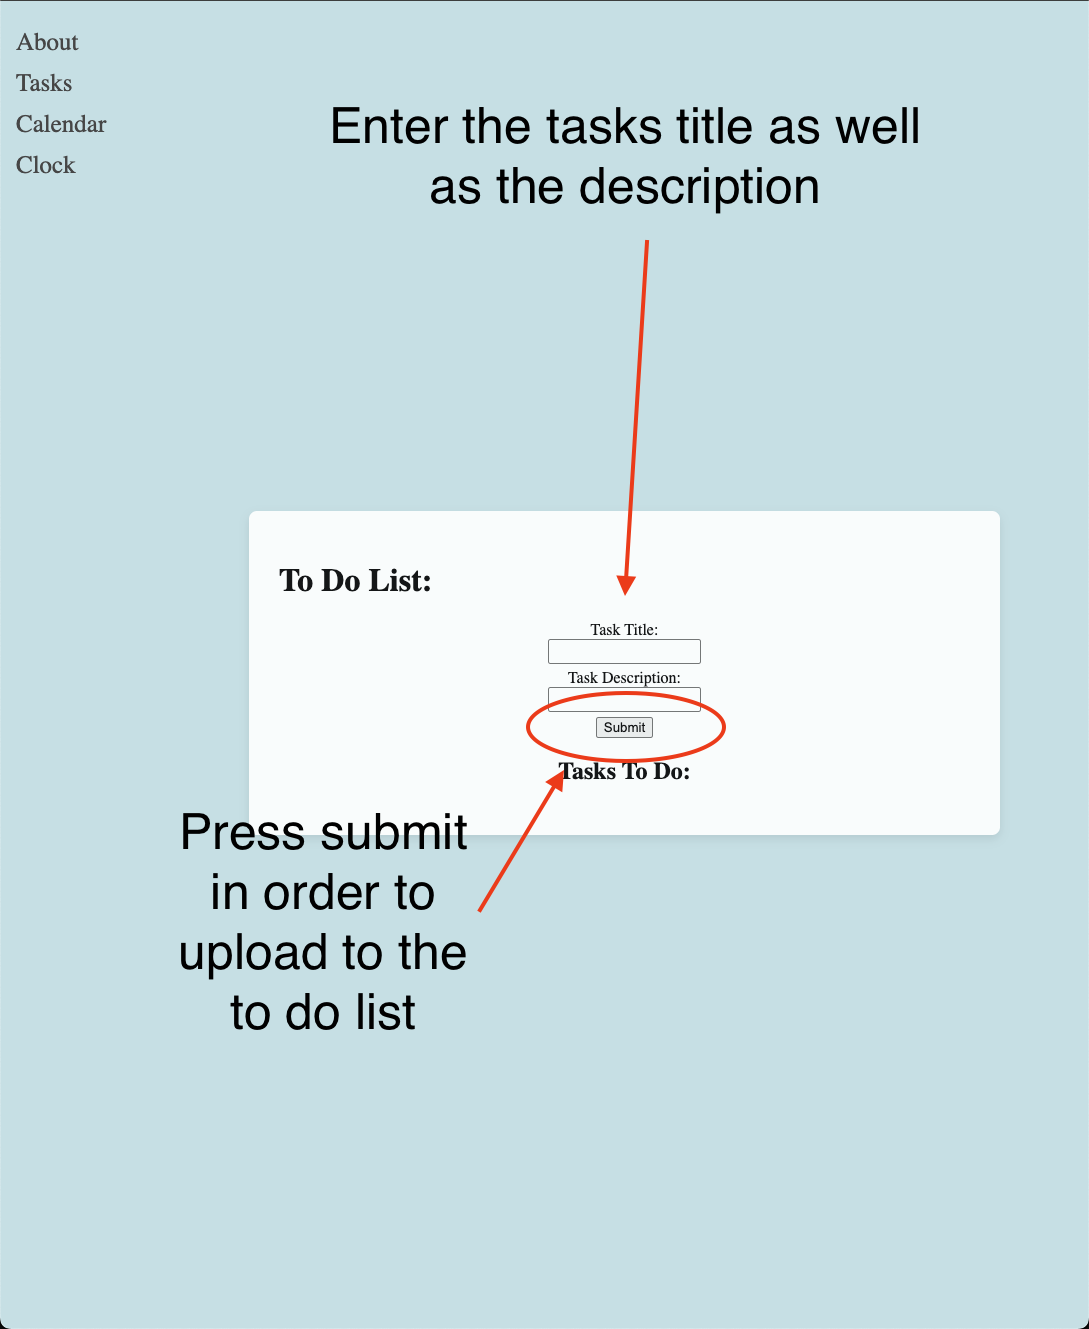 About
Tasks
Calendar
Clock
Enter the tasks title as well
as the description
To Do List:
Task Title:
Task Description:
Submit
Tasks To Do:
Press submit
in order to
upload to the
to do list